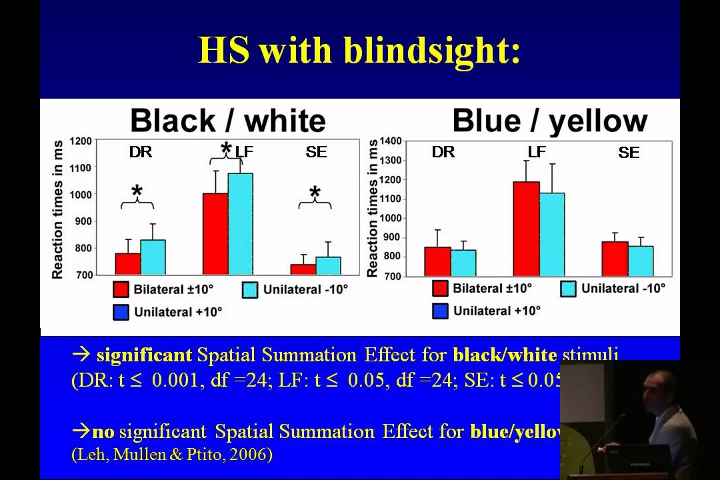 HS with blindsight:
Black / white
Blue / yellow
Reaction times in ms
1200
1100
1000
900
800
700
DR
LF
SE
*
*
*
Bilateral ±10°
Unilateral -10°
Unilateral +10°
Reaction times in ms
1400
1300
1200
1100
1000
900
800
700
DR
LF
SE
Bilateral ±10°
Unilateral -10°
Unilateral +10°
→ significant Spatial Summation Effect for black/white stimuli
(DR: t ≤ 0.001, df =24; LF: t ≤ 0.05, df =24; SE: t ≤ 0.05
→no significant Spatial Summation Effect for
(Leh, Mullen & Ptito, 2006)